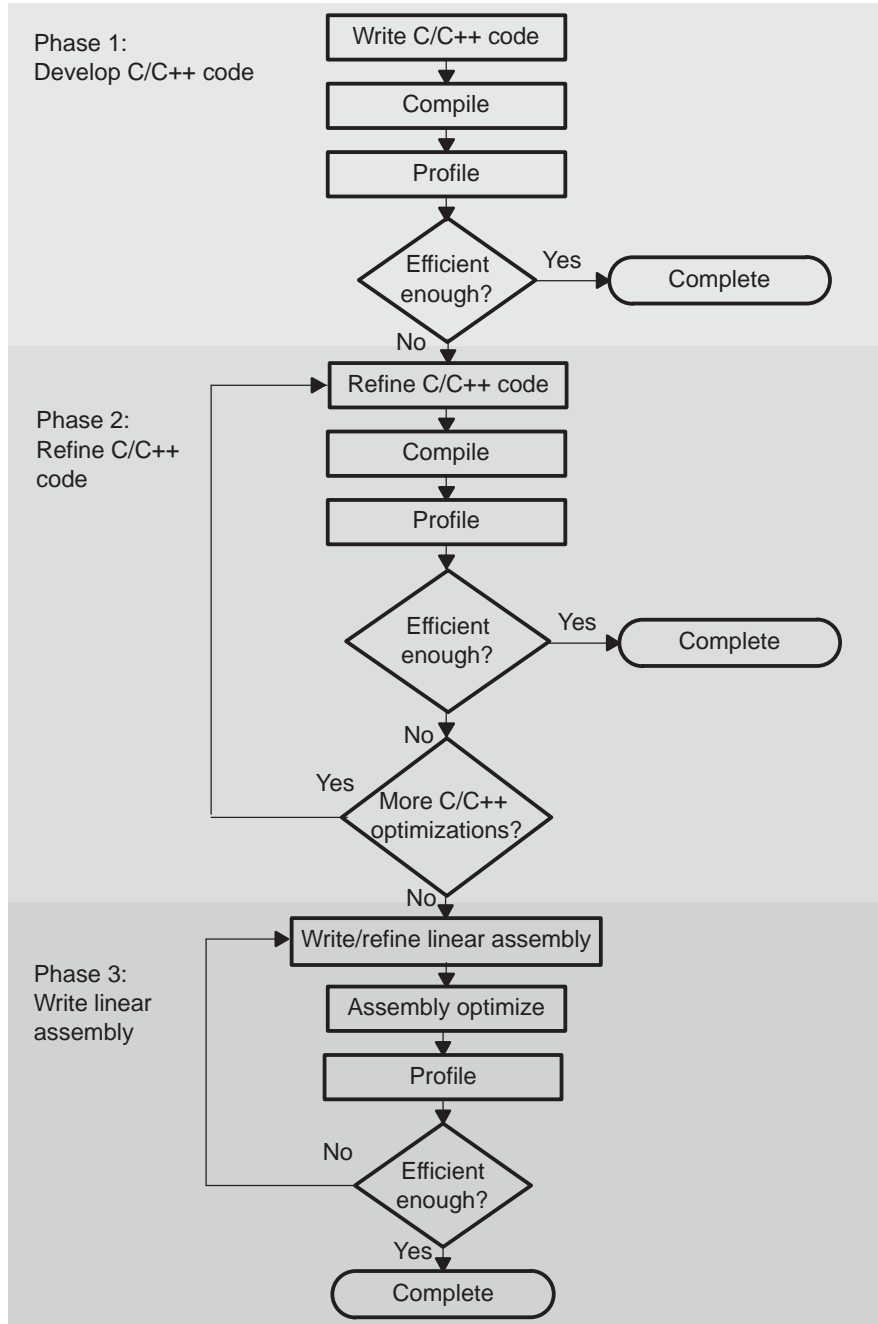 Phase 1:
Develop C/C++ code
Write C/C++ code
Compile
Profile
Efficient
enough?
Yes
Complete
No
Phase 2:
Refine C/C++
code
Refine C/C++ code
Compile
Profile
Efficient
enough?
Yes
Complete
No
More C/C++
optimizations?
Yes
No
Phase 3:
Write linear
assembly
Write/refine linear assembly
Assembly optimize
Profile
Efficient
enough?
No
Yes
Complete